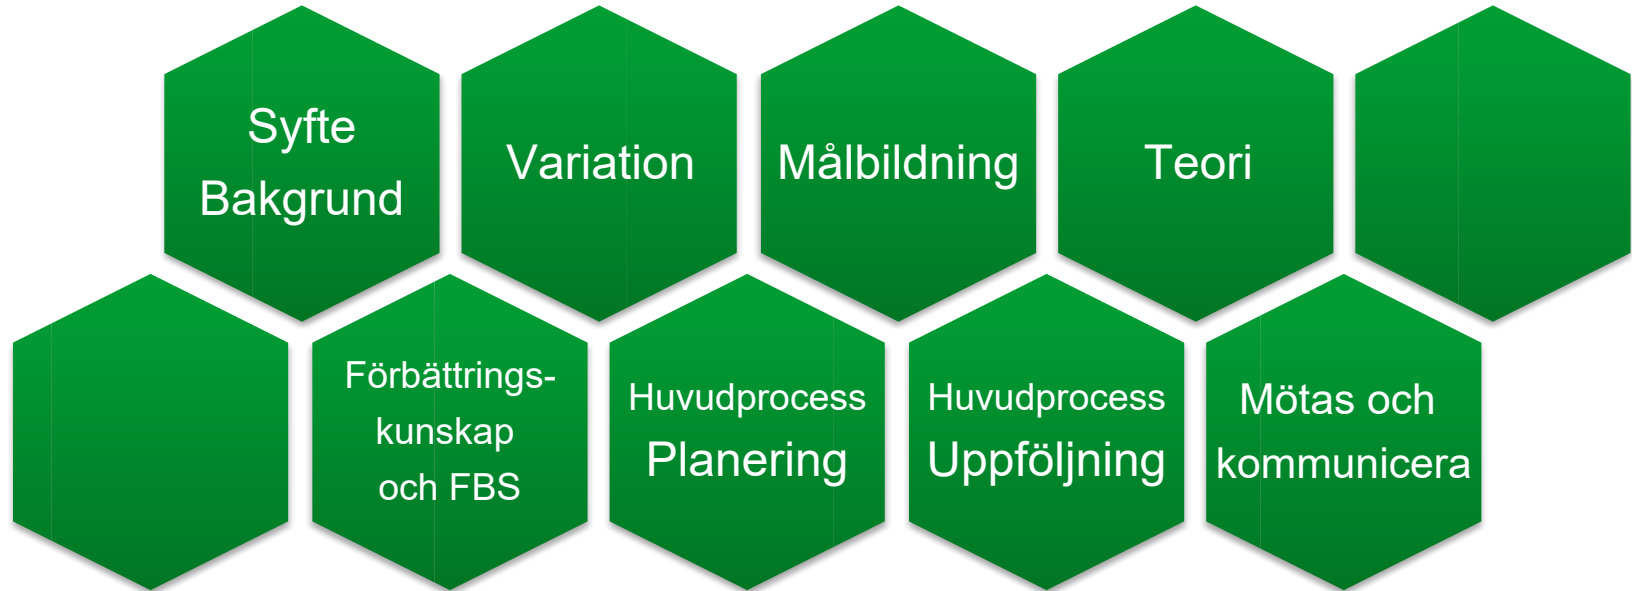 Syfte
Bakgrund
Variation
Målbildning
Teori
Förbättrings-
kunskap
och FBS
Huvudprocess
Planering
Huvudprocess
Uppföljning
Mötas och
kommunicera